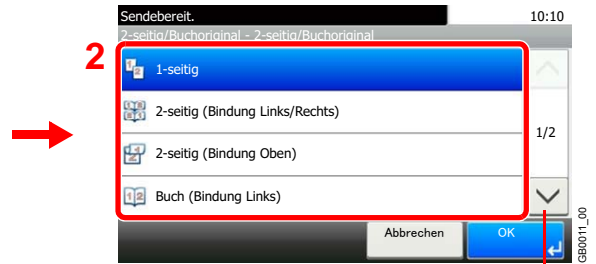 Sendebereit. 10:10
2-seitig/Buchoriginal - 2-seitig/Buchoriginal
2
1-seitig
2-seitig (Bindung Links/Rechts)
1/2
2-seitig (Bindung Oben)
Buch (Bindung Links)
Abbrechen OK
GB0011_00